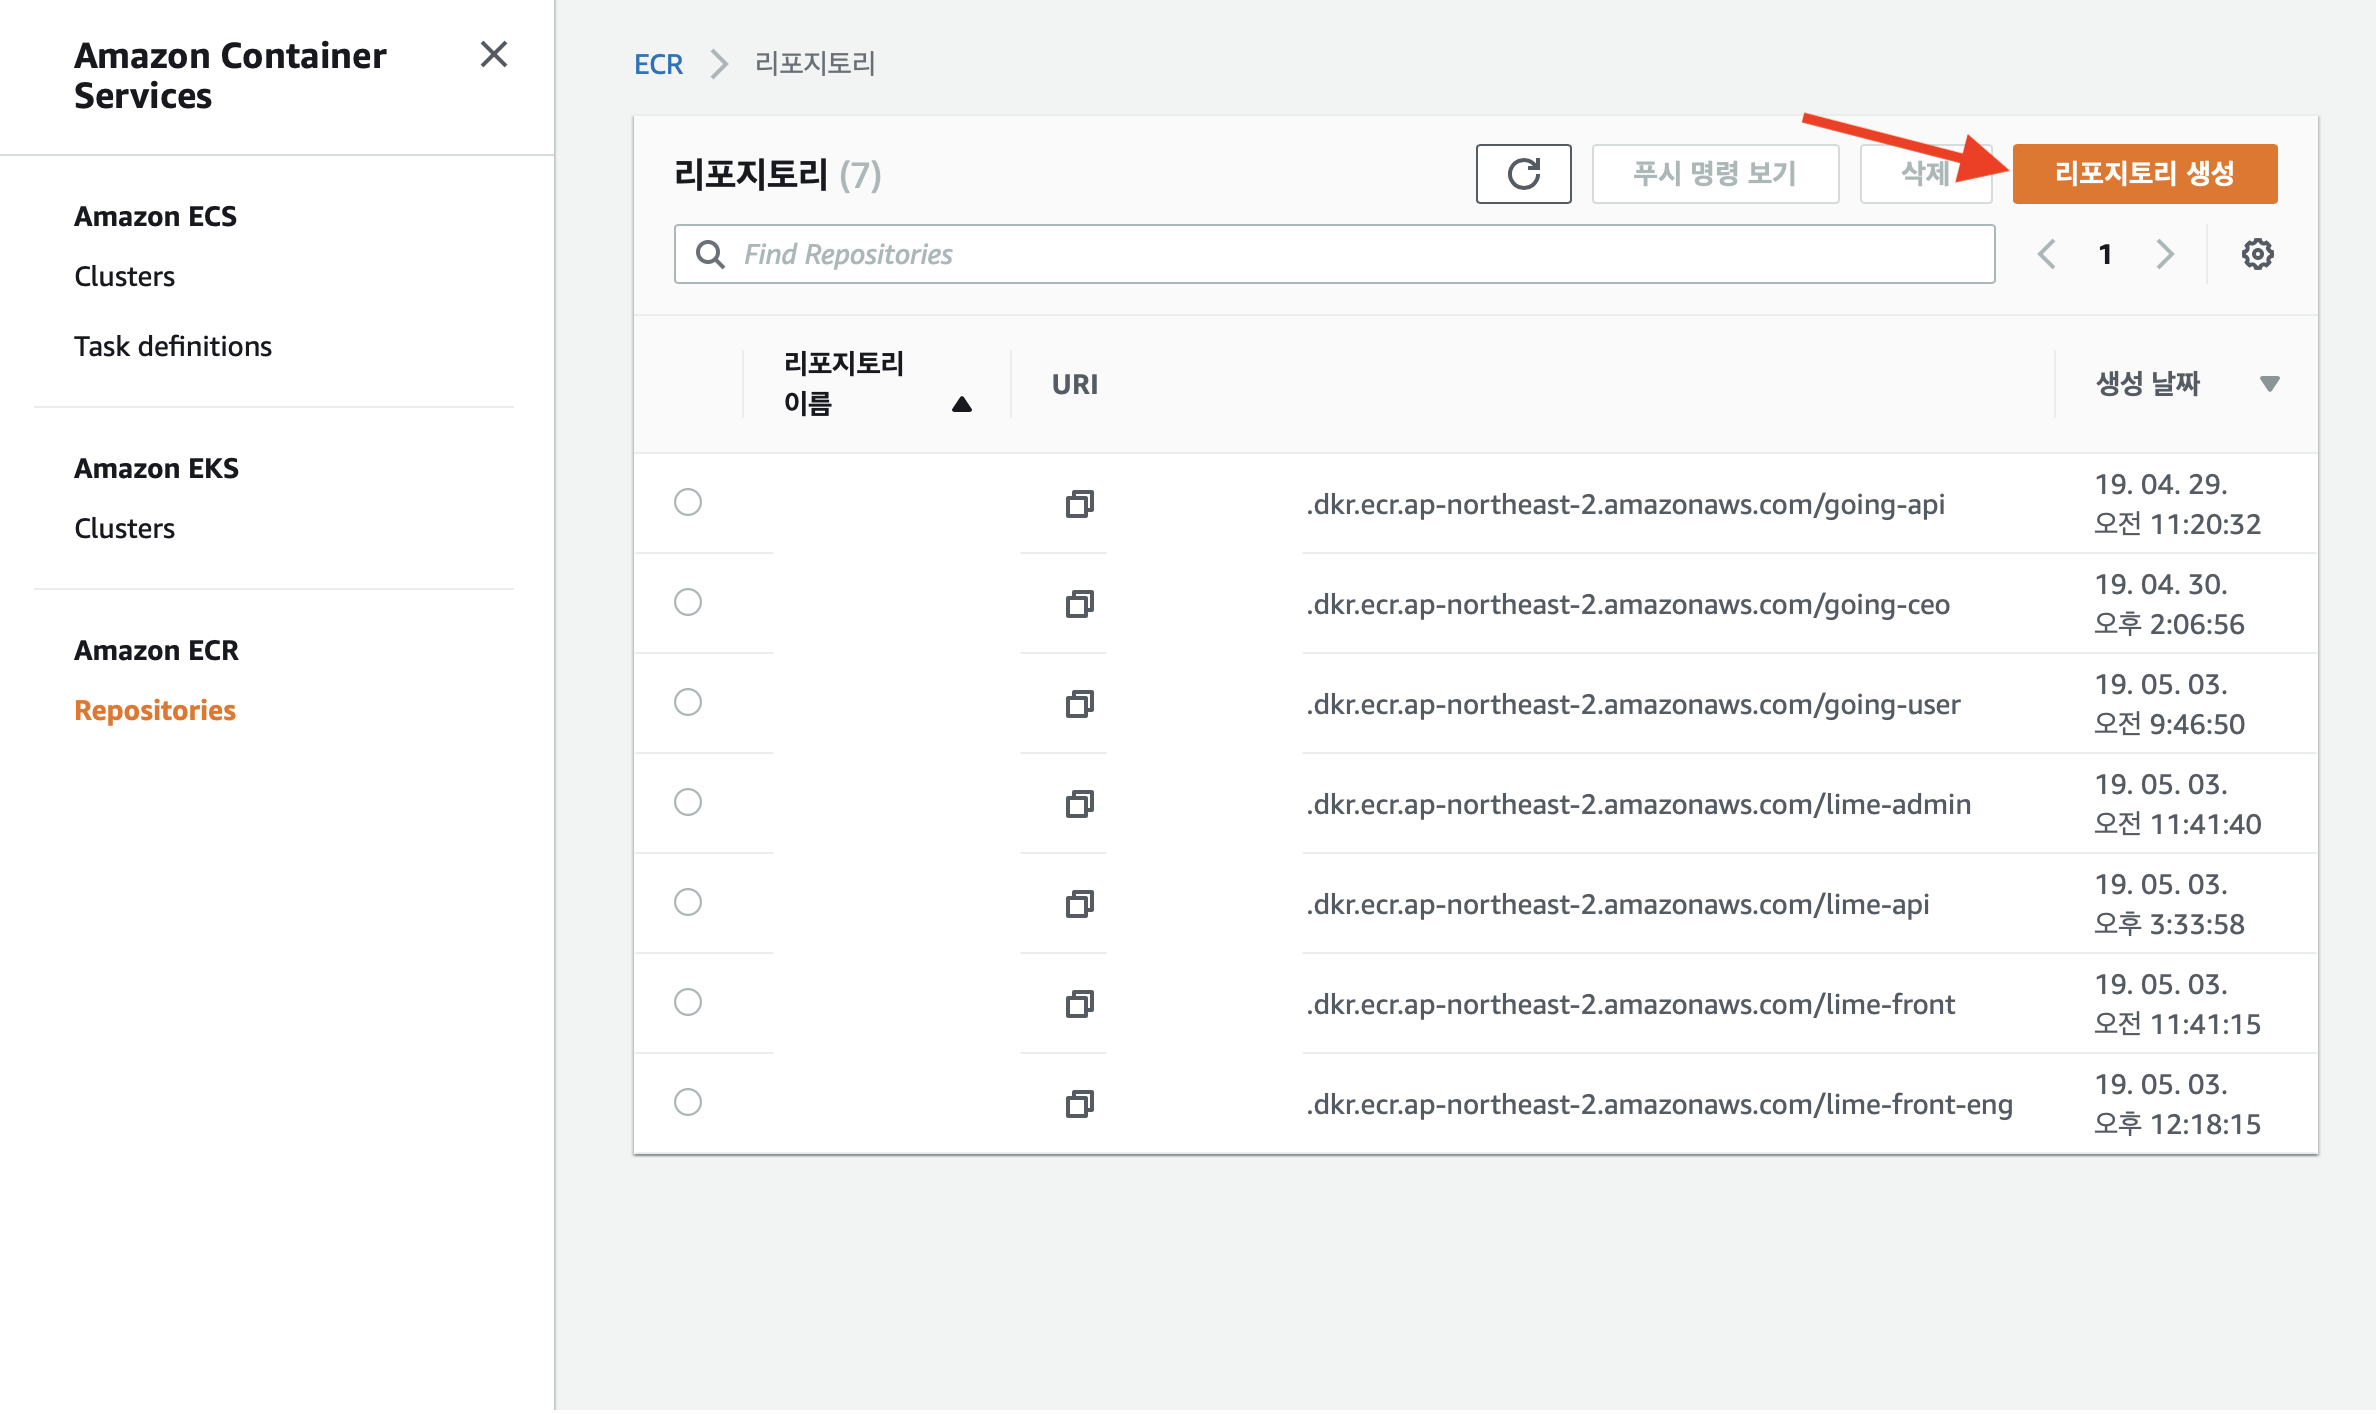 Amazon Container
Services
Amazon ECS
Clusters
Task definitions
Amazon EKS
Clusters
Amazon ECR
Repositories
ECR
리포지토리
리포지토리 (7)
푸시 명령 보기
삭제
리포지토리 생성
Find Repositories
1
리포지토리
이름
URI
생성 날짜
.dkr.ecr.ap-northeast-2.amazonaws.com/going-api
19. 04. 29.
오전 11:20:32
.dkr.ecr.ap-northeast-2.amazonaws.com/going-ceo
19. 04. 30.
오후 2:06:56
.dkr.ecr.ap-northeast-2.amazonaws.com/going-user
19. 05. 03.
오전 9:46:50
.dkr.ecr.ap-northeast-2.amazonaws.com/lime-admin
19. 05. 03.
오전 11:41:40
.dkr.ecr.ap-northeast-2.amazonaws.com/lime-api
19. 05. 03.
오후 3:33:58
.dkr.ecr.ap-northeast-2.amazonaws.com/lime-front
19. 05. 03.
오전 11:41:15
.dkr.ecr.ap-northeast-2.amazonaws.com/lime-front-eng
19. 05. 03.
오후 12:18:15